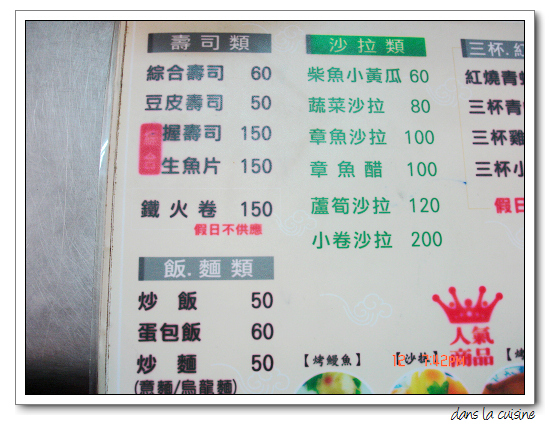 壽司類
綜合壽司 60
豆皮壽司 50
綜合
握壽司 150
生魚片 150
鐵火卷 150
假日不供應
飯.麵類
炒飯 50
蛋包飯 60
炒麵 50
(意麵/烏龍麵)
沙拉類
柴魚小黃瓜 60
蔬菜沙拉 80
章魚沙拉 100
章魚醋 100
蘆筍沙拉 120
小卷沙拉 200
三杯.紅
紅燒青
三杯青
三杯雞
三杯小
假日
人氣
商品
【烤鰻魚】
【沙拉】
【烤
dans la cuisine